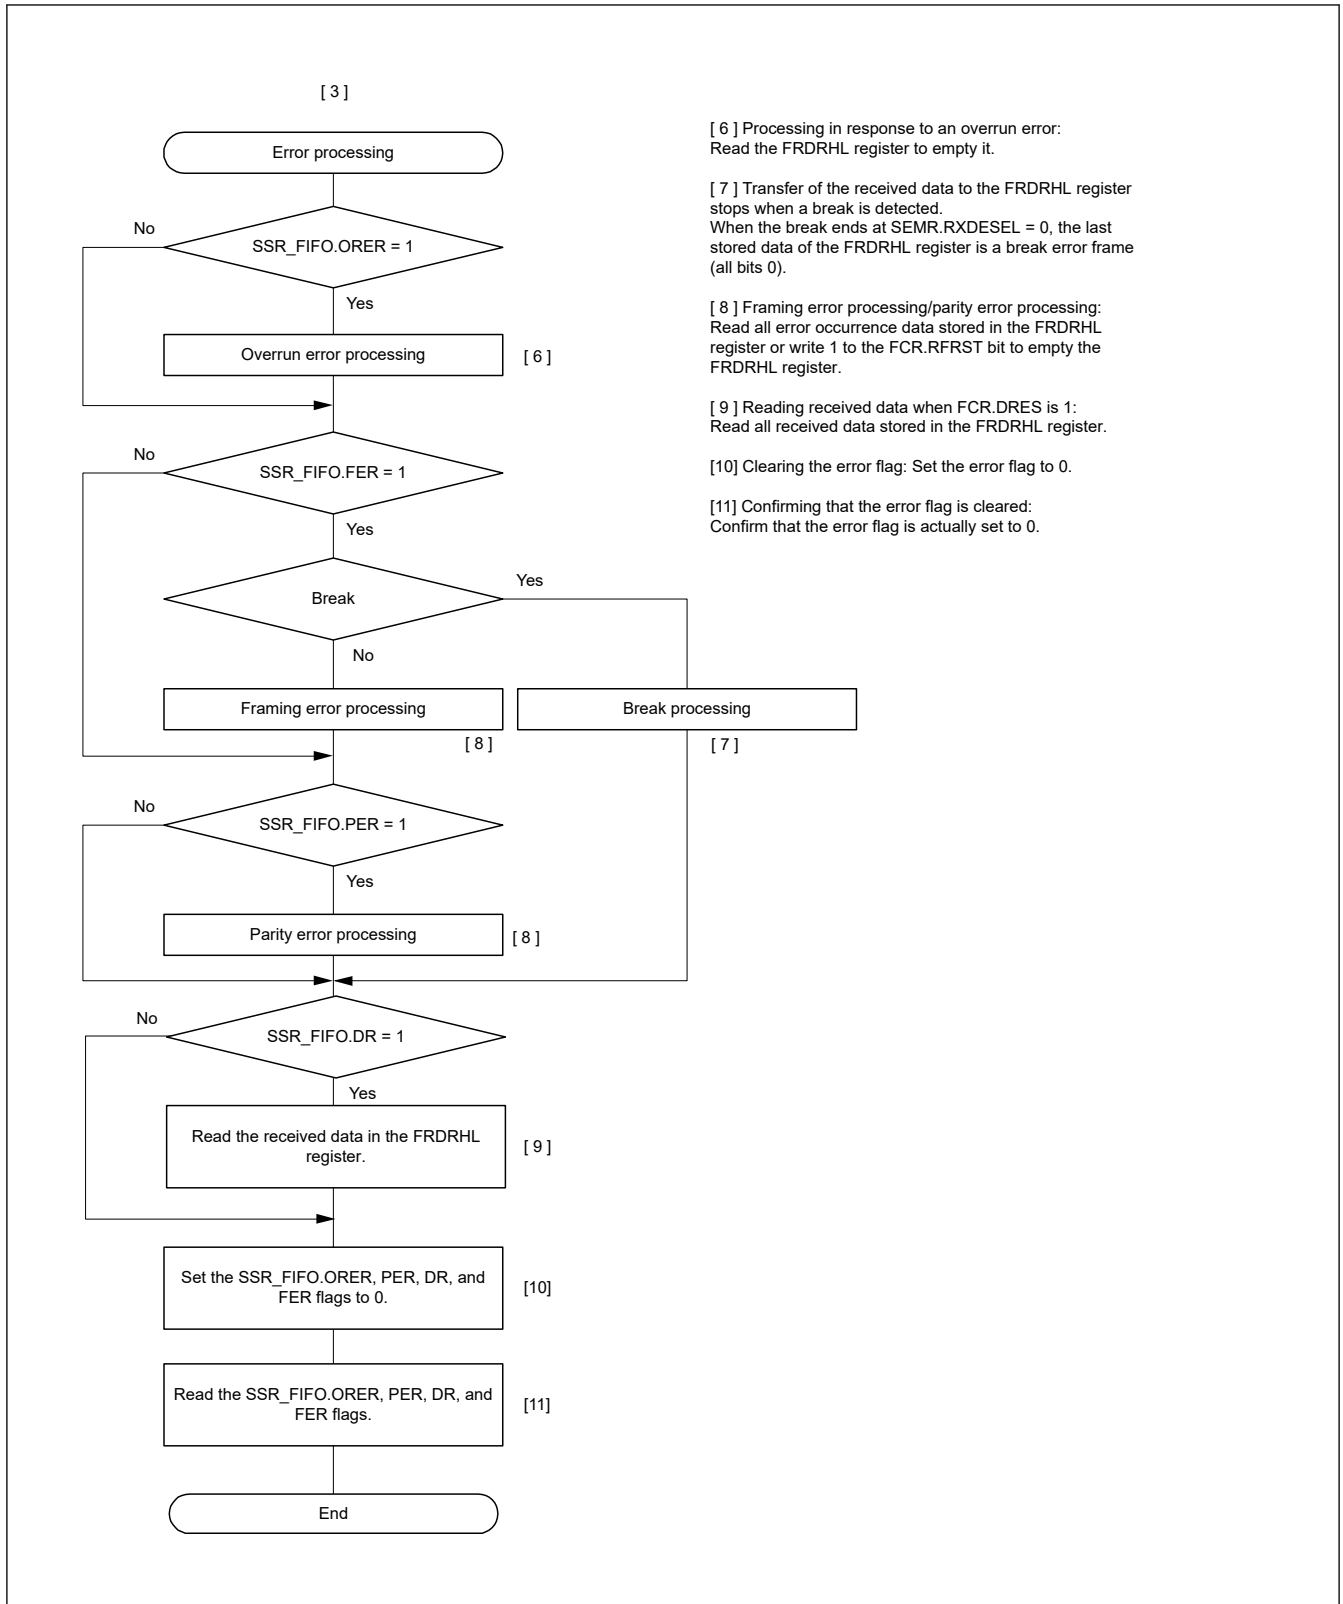 [ 3 ]
Error processing
No
SSR_FIFO.ORER = 1
Yes
Overrun error processing
[ 6 ]
No
SSR_FIFO.FER = 1
Yes
Break
Yes
No
Framing error processing
[ 8 ]
Break processing
[ 7 ]
No
SSR_FIFO.PER = 1
Yes
Parity error processing
[ 8 ]
No
SSR_FIFO.DR = 1
Yes
Read the received data in the FRDRHL
register.
[ 9 ]
Set the SSR_FIFO.ORER, PER, DR, and
FER flags to 0.
[10]
Read the SSR_FIFO.ORER, PER, DR, and
FER flags.
[11]
End
[ 6 ] Processing in response to an overrun error:
Read the FRDRHL register to empty it.
[ 7 ] Transfer of the received data to the FRDRHL register
stops when a break is detected.
When the break ends at SEMR.RXDESEL = 0, the last
stored data of the FRDRHL register is a break error frame
(all bits 0).
[ 8 ] Framing error processing/parity error processing:
Read all error occurrence data stored in the FRDRHL
register or write 1 to the FCR.RFRST bit to empty the
FRDRHL register.
[ 9 ] Reading received data when FCR.DRES is 1:
Read all received data stored in the FRDRHL register.
[10] Clearing the error flag: Set the error flag to 0.
[11] Confirming that the error flag is cleared:
Confirm that the error flag is actually set to 0.